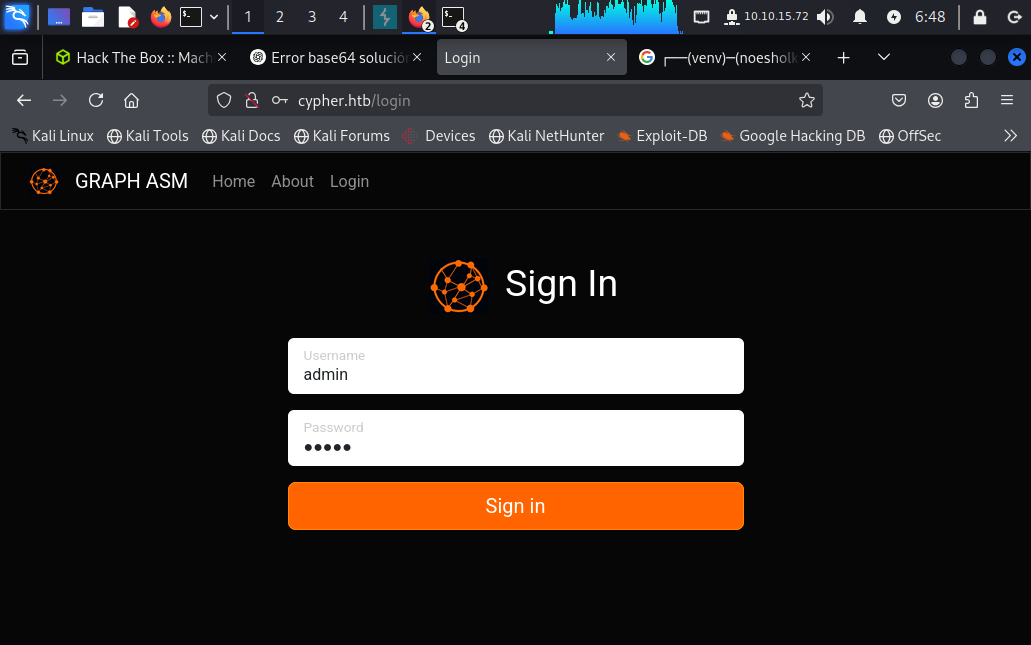 1 2 3 4 2 4 10.10.15.72 6:48
Hack The Box :: Mach Error base64 solución Login ┌──(venv)─(noesholk
cypher.htb/login
Kali Linux Kali Tools Kali Docs Kali Forums Devices Kali NetHunter Exploit-DB Google Hacking DB OffSec
GRAPH ASM Home About Login
Sign In
Username
admin
Password
Sign in